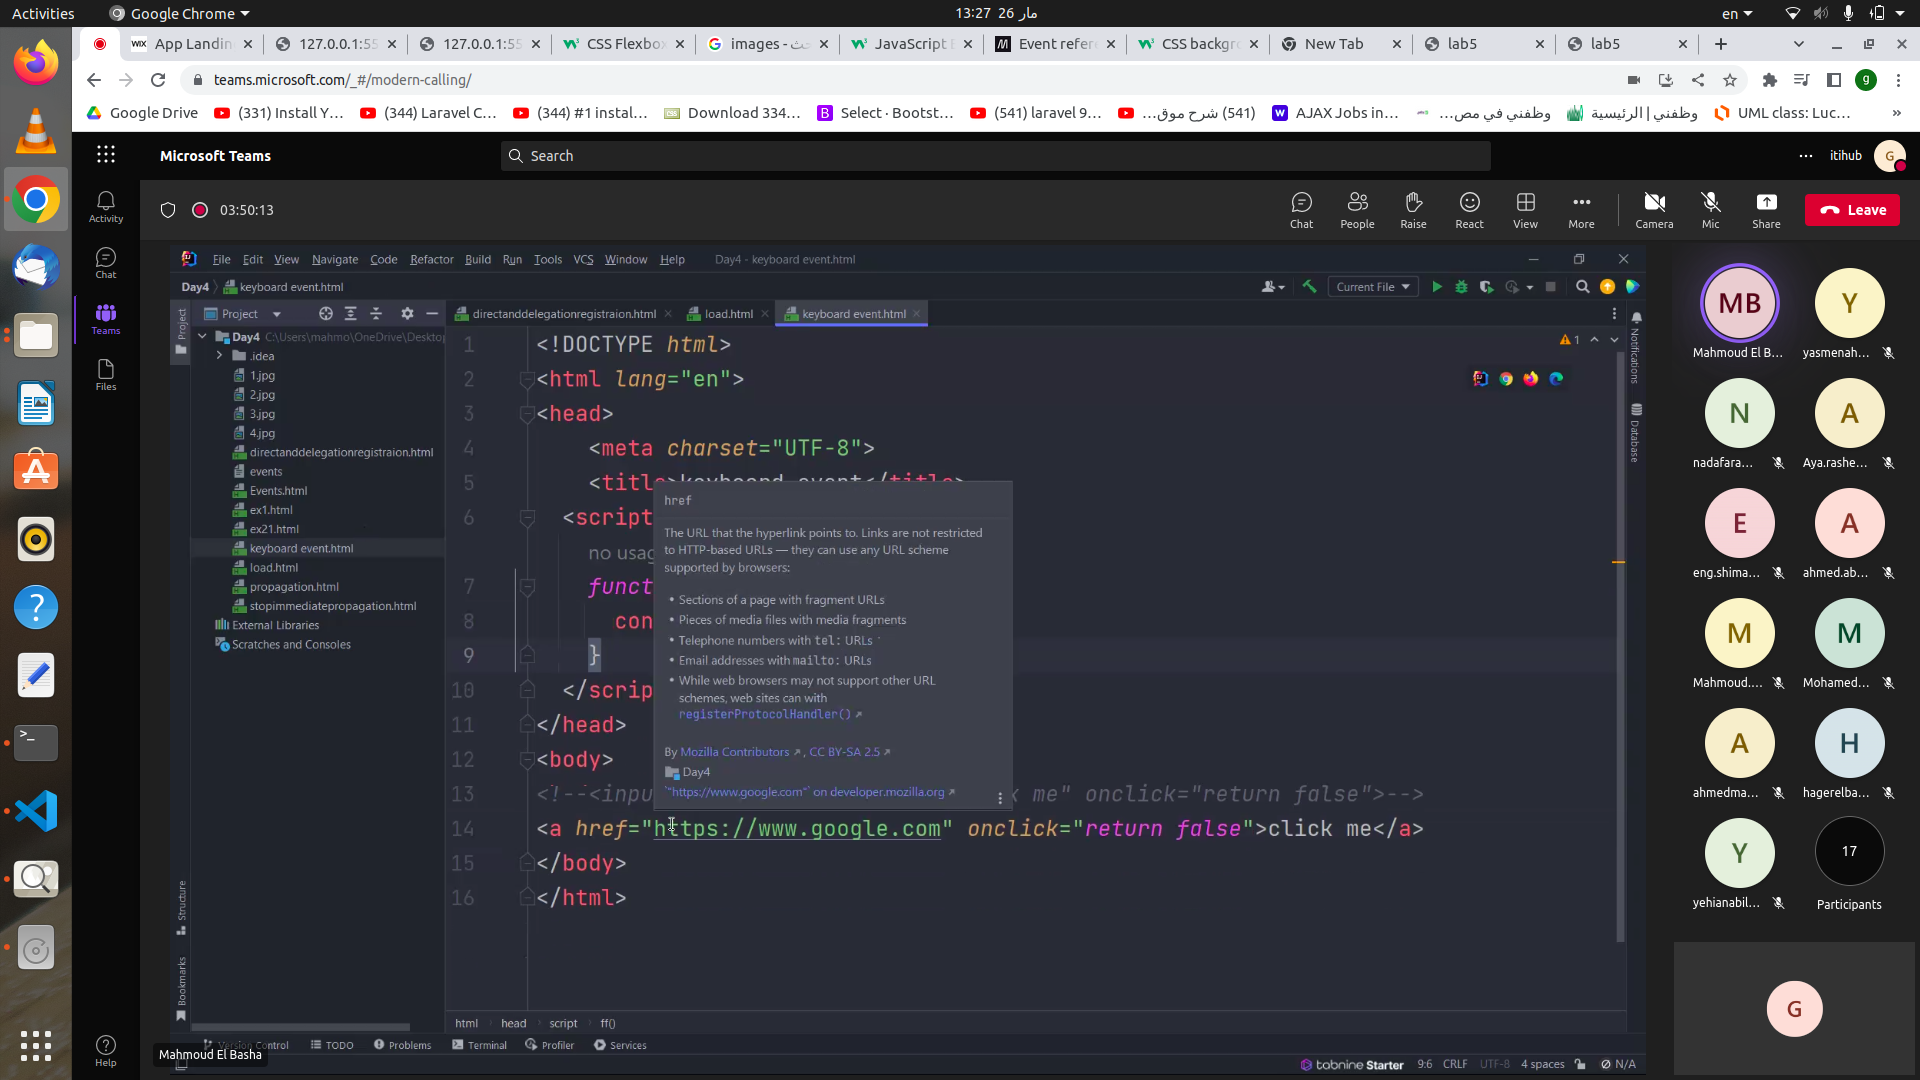 Activities
Google Chrome
13:27 26 مار
en
App Landin
127.0.0.1:55
127.0.0.1:55
CSS Flexbo
images - بحث
JavaScript
Event refer
CSS backgr
New Tab
lab5
lab5
teams.microsoft.com/_#/modern-calling/
Google Drive
(331) Install Y...
(344) Laravel C...
(344) #1 instal...
Download 334...
Select · Bootst...
(541) laravel 9...
(541) شرح موق...
AJAX Jobs in...
وظفني في مص...
وظفني | الرئيسية
UML class: Luc...
Microsoft Teams
Search
itihub
G
Activity
Chat
Teams
Files
Help
03:50:13
Chat
People
Raise
React
View
More
Camera
Mic
Share
Leave
File Edit View Navigate Code Refactor Build Run Tools VCS Window Help
Day4 - keyboard event.html
Day4 keyboard event.html
Current File
Project
Project
directanddelegationregistraion.html
load.html
keyboard event.html
Day4 C:\Users\mahmo\OneDrive\Desktop
.idea
1.jpg
2.jpg
3.jpg
4.jpg
directanddelegationregistraion.html
events
Events.html
ex1.html
ex21.html
keyboard event.html
load.html
propagation.html
stopimmediatepropagation.html
External Libraries
Scratches and Consoles
1 <!DOCTYPE html>
2 <html lang="en">
3 <head>
4 <meta charset="UTF-8">
5 <title>keyboard event</title>
6 <script
no usag
7 funct
8 con
9 }
10 </scrip
11 </head>
12 <body>
13 <!--<inpu k me" onclick="return false">-->
14 <a href="https://www.google.com" onclick="return false">click me</a>
15 </body>
16 </html>
href
The URL that the hyperlink points to. Links are not restricted
to HTTP-based URLs — they can use any URL scheme
supported by browsers:
• Sections of a page with fragment URLs
• Pieces of media files with media fragments
• Telephone numbers with tel: URLs
• Email addresses with mailto: URLs
• While web browsers may not support other URL
schemes, web sites can with
registerProtocolHandler()
By Mozilla Contributors, CC BY-SA 2.5
Day4
`"https://www.google.com"` on developer.mozilla.org
1
Notifications
Database
Structure
Bookmarks
html head script ff()
Version Control
TODO
Problems
Terminal
Profiler
Services
Mahmoud El Basha
tabnine Starter
9:6 CRLF UTF-8 4 spaces N/A
MB
Mahmoud El B...
Y
yasmenah...
N
nadafara...
A
Aya.rashe...
E
eng.shima...
A
ahmed.ab...
M
Mahmoud....
M
Mohamed...
A
ahmedma...
H
hagerelba...
Y
yehianabil...
17
Participants
G